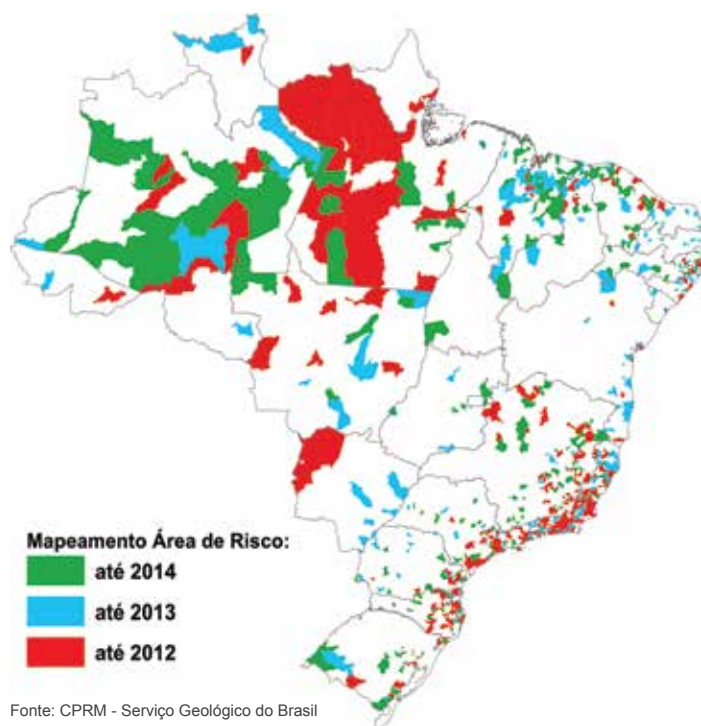 Mapeamento Área de Risco:
até 2014
até 2013
até 2012
Fonte: CPRM - Serviço Geológico do Brasil